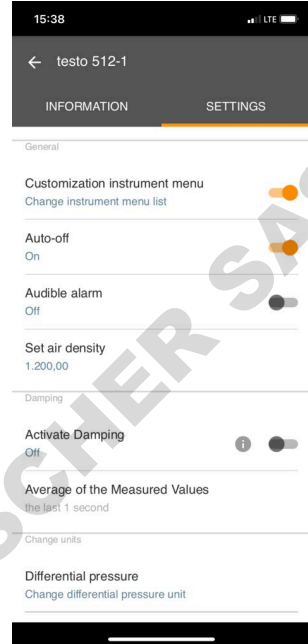 15:38
LTE
← testo 512-1
INFORMATION SETTINGS
General
Customization instrument menu
Change instrument menu list
Auto-off
On
Audible alarm
Off
Set air density
1.200,00
Damping
Activate Damping
Off
Average of the Measured Values
the last 1 second
Change units
Differential pressure
Change differential pressure unit
SCHER SAC